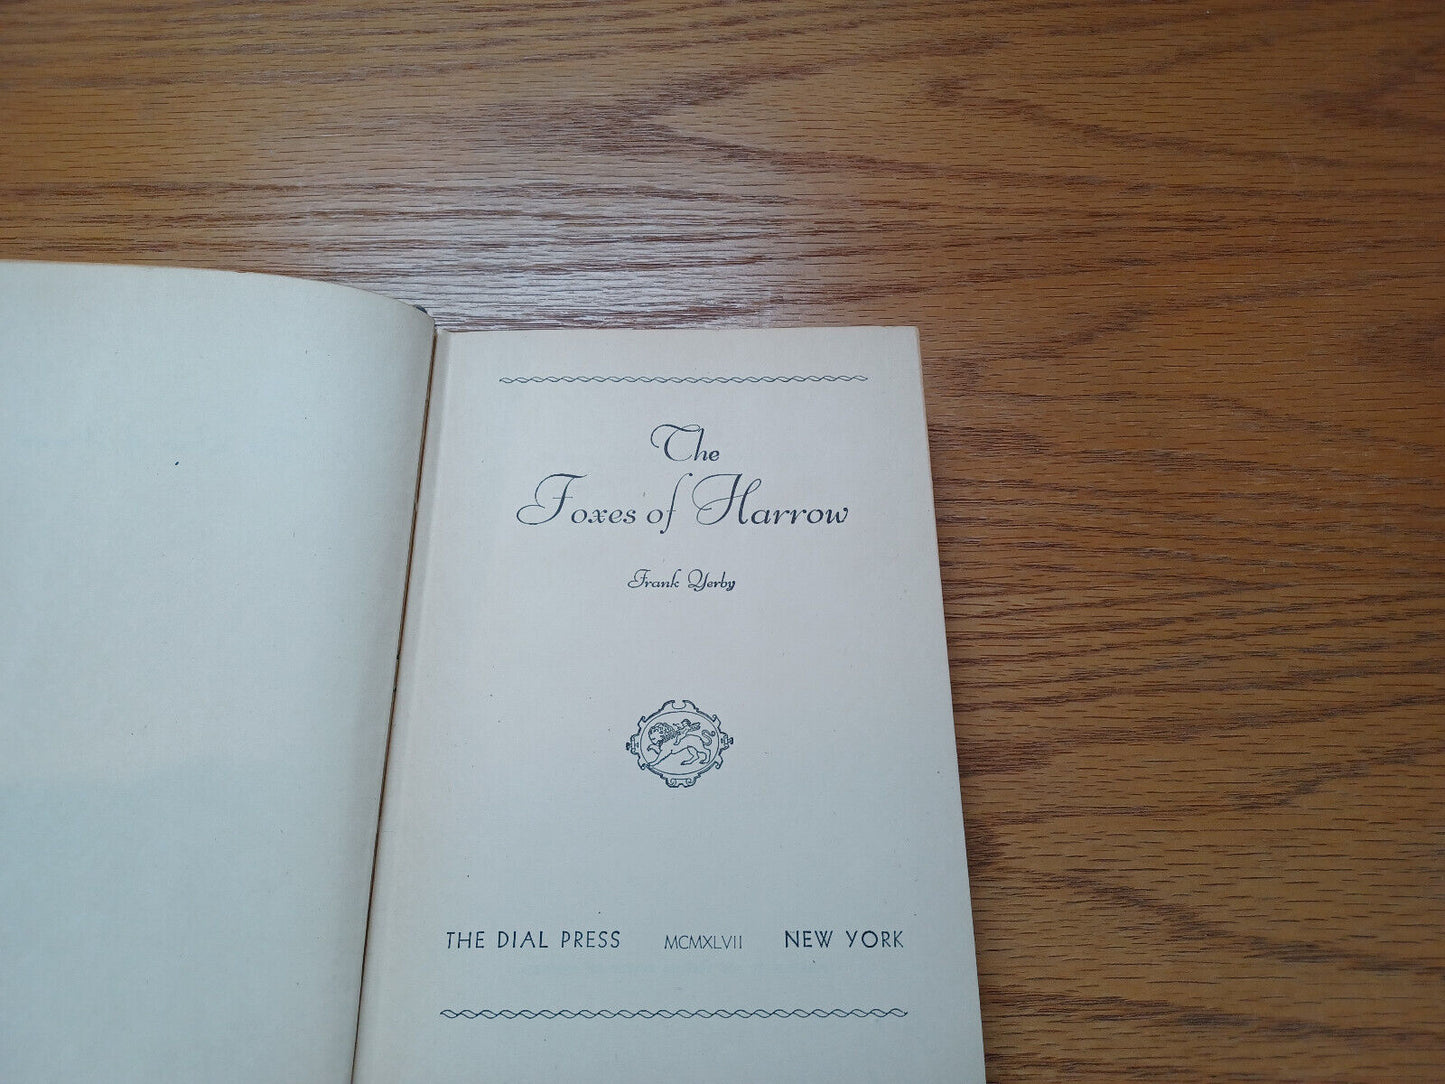 The
Foxes of Harrow
Frank Yerby
THE DIAL PRESS MCMXLVII NEW YORK